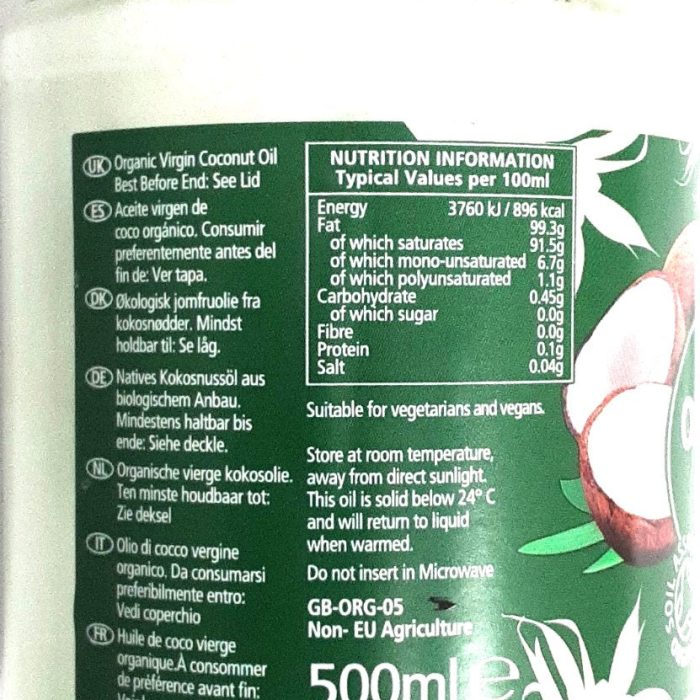 UK Organic Virgin Coconut Oil
Best Before End: See Lid
ES Aceite virgen de
coco orgánico. Consumir
preferentemente antes del
fin de: Ver tapa.
DK Økologisk jomfruolie fra
kokosnødder. Mindst
holdbar til: Se låg.
DE Natives Kokosnussöl aus
biologischem Anbau.
Mindestens haltbar bis
ende: Siehe deckle.
NL Organische vierge kokosolie.
Ten minste houdbaar tot:
Zie deksel
IT Olio di cocco vergine
organico. Da consumarsi
preferibilmente entro:
Vedi coperchio
FR Huile de coco vierge
organique.A consommer
de préférence avant fin:
NUTRITION INFORMATION
Typical Values per 100ml
Energy 3760 kJ / 896 kcal
Fat 99.3g
of which saturates 91.5g
of which mono-unsaturated 6.7g
of which polyunsaturated 1.1g
Carbohydrate 0.45g
of which sugar 0.0g
Fibre 0.0g
Protein 0.1g
Salt 0.04g
Suitable for vegetarians and vegans.
Store at room temperature,
away from direct sunlight.
This oil is solid below 24° C
and will return to liquid
when warmed.
Do not insert in Microwave
GB-ORG-05
Non- EU Agriculture
500ml e
SOIL